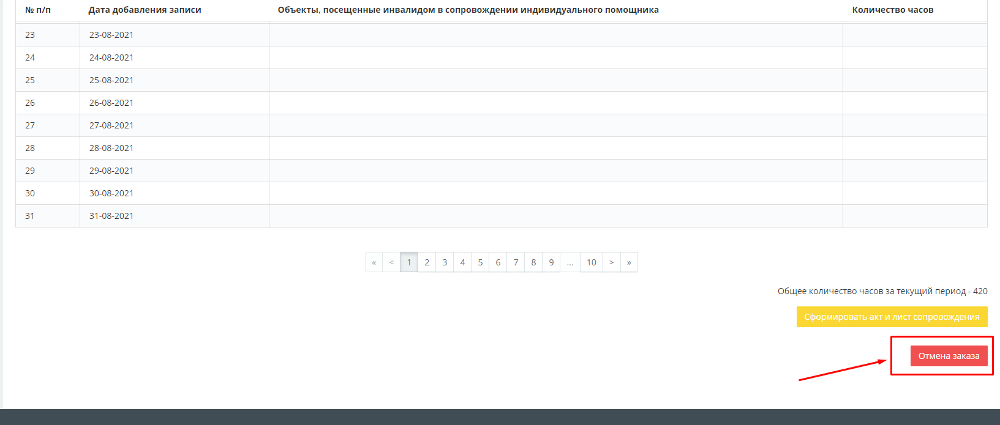 № п/п Дата добавления записи Объекты, посещенные инвалидом в сопровождении индивидуального помощника Количество часов
23 23-08-2021
24 24-08-2021
25 25-08-2021
26 26-08-2021
27 27-08-2021
28 28-08-2021
29 29-08-2021
30 30-08-2021
31 31-08-2021
« < 1 2 3 4 5 6 7 8 9 ... 10 > »
Общее количество часов за текущий период - 420
Сформировать акт и лист сопровождения
Отмена заказа